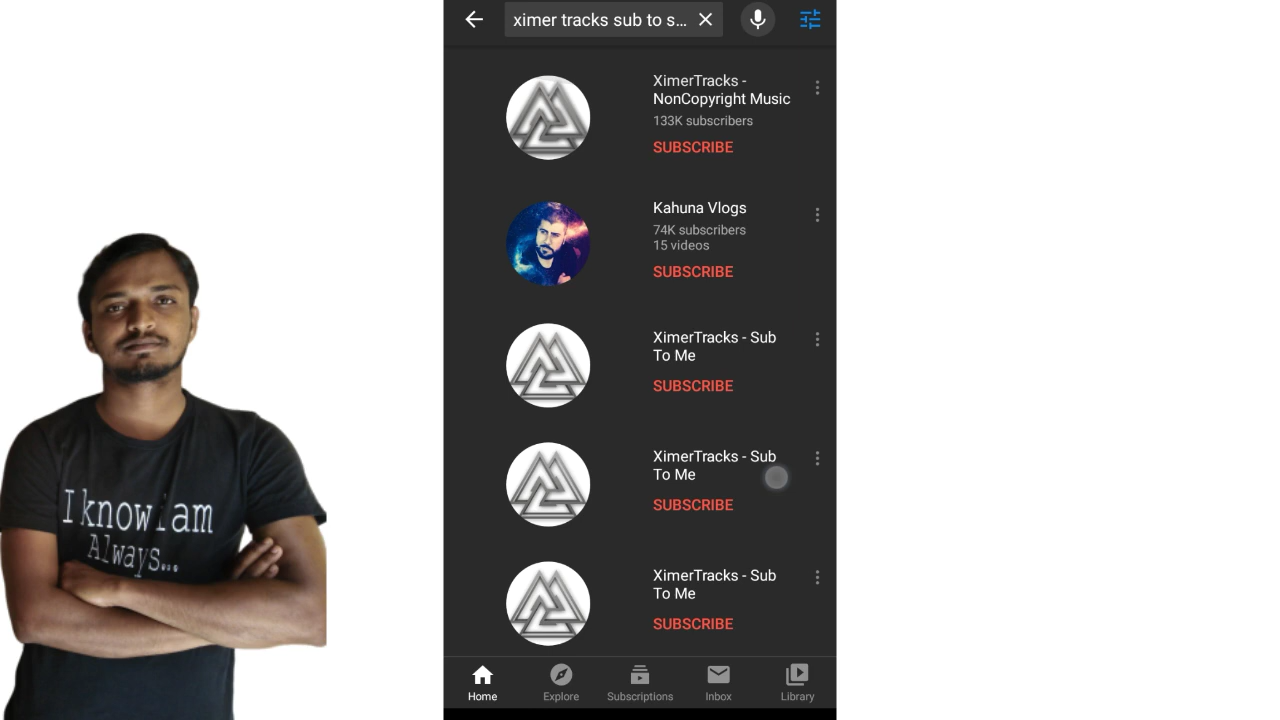 ximer tracks sub to s...
XimerTracks -
NonCopyright Music
133K subscribers
SUBSCRIBE
Kahuna Vlogs
74K subscribers
15 videos
SUBSCRIBE
XimerTracks - Sub
To Me
SUBSCRIBE
XimerTracks - Sub
To Me
SUBSCRIBE
XimerTracks - Sub
To Me
SUBSCRIBE
Home
Explore
Subscriptions
Inbox
Library
I know I am
Always...